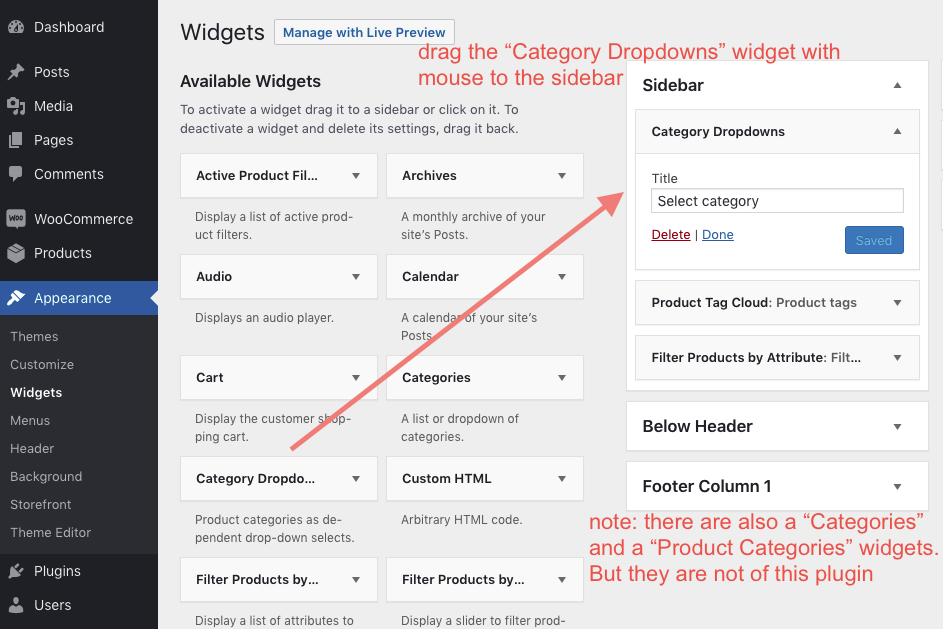 Dashboard
Posts
Media
Pages
Comments
WOO
WooCommerce
Products
Appearance
Themes
Customize
Widgets
Menus
Header
Background
Storefront
Theme Editor
Plugins
Users
Widgets
Manage with Live Preview
drag the “Category Dropdowns” widget with
mouse to the sidebar
Available Widgets
To activate a widget drag it to a sidebar or click on it. To
deactivate a widget and delete its settings, drag it back.
Active Product Fil...
Display a list of active prod-
uct filters.
Archives
A monthly archive of your
site’s Posts.
Audio
Displays an audio player.
Calendar
A calendar of your site’s
Posts.
Cart
Display the customer shop-
ping cart.
Categories
A list or dropdown of
categories.
Category Dropdo...
Product categories as de-
pendent drop-down selects.
Custom HTML
Arbitrary HTML code.
Filter Products by...
Display a list of attributes to
Filter Products by...
Display a slider to filter prod-
Sidebar
Category Dropdowns
Title
Select category
Delete | Done
Saved
Product Tag Cloud: Product tags
Filter Products by Attribute: Filt...
Below Header
Footer Column 1
note: there are also a “Categories”
and a “Product Categories” widgets.
But they are not of this plugin